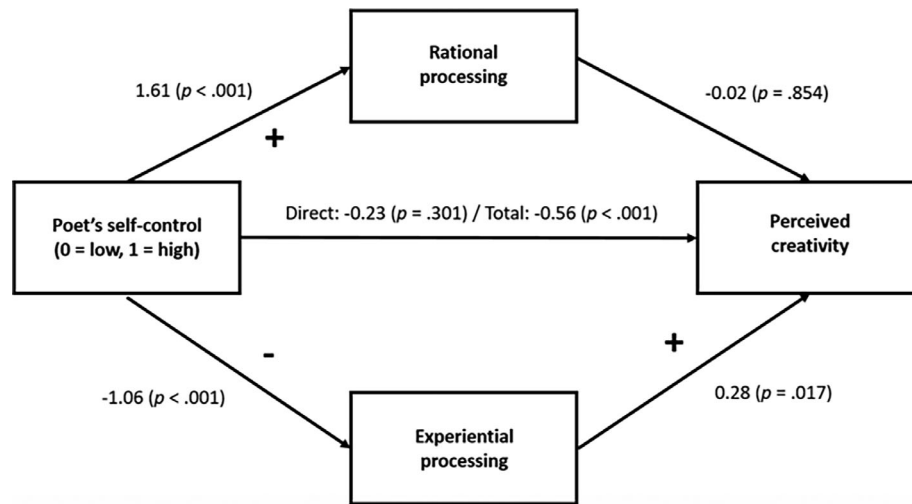 Rational
processing
1.61 (p < .001)
-0.02 (p = .854)
+
Poet's self-control
(0 = low, 1 = high)
Direct: -0.23 (p = .301) / Total: -0.56 (p < .001)
Perceived
creativity
-
+
-1.06 (p < .001)
0.28 (p = .017)
Experiential
processing